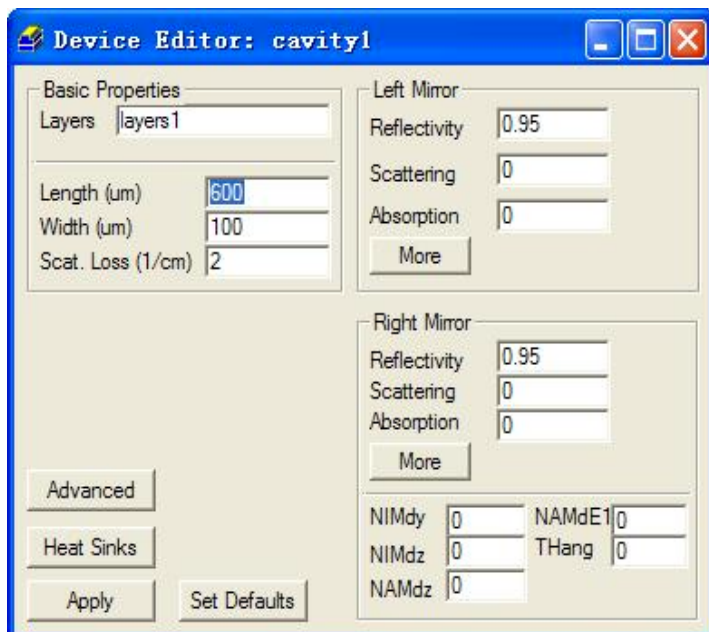 Device Editor: cavity1
Basic Properties
Layers layers1
Length (um) 600
Width (um) 100
Scat. Loss (1/cm) 2
Left Mirror
Reflectivity 0.95
Scattering 0
Absorption 0
More
Right Mirror
Reflectivity 0.95
Scattering 0
Absorption 0
More
NIMdy 0 NAMdE1 0
NIMdz 0 THang 0
NAMdz 0
Advanced
Heat Sinks
Apply Set Defaults